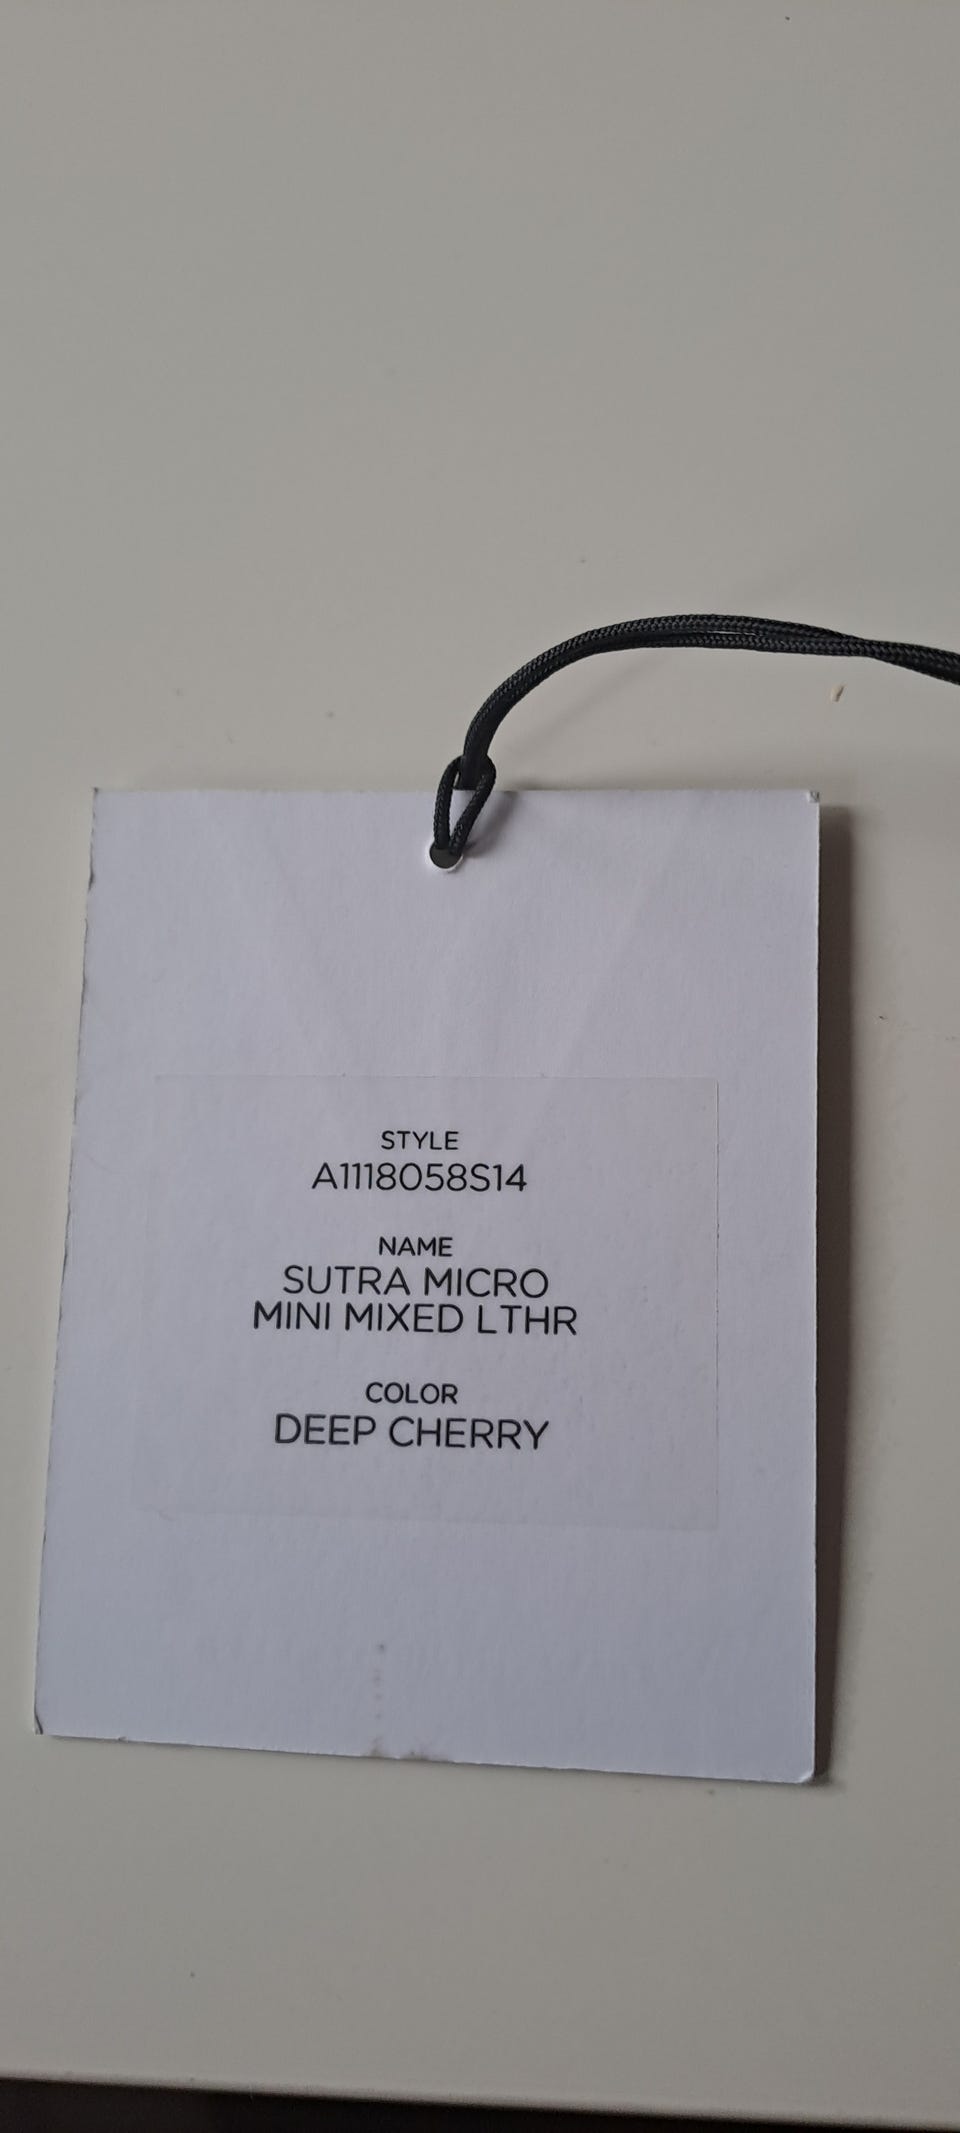 STYLE
A1118058S14
NAME
SUTRA MICRO
MINI MIXED LTHR
COLOR
DEEP CHERRY